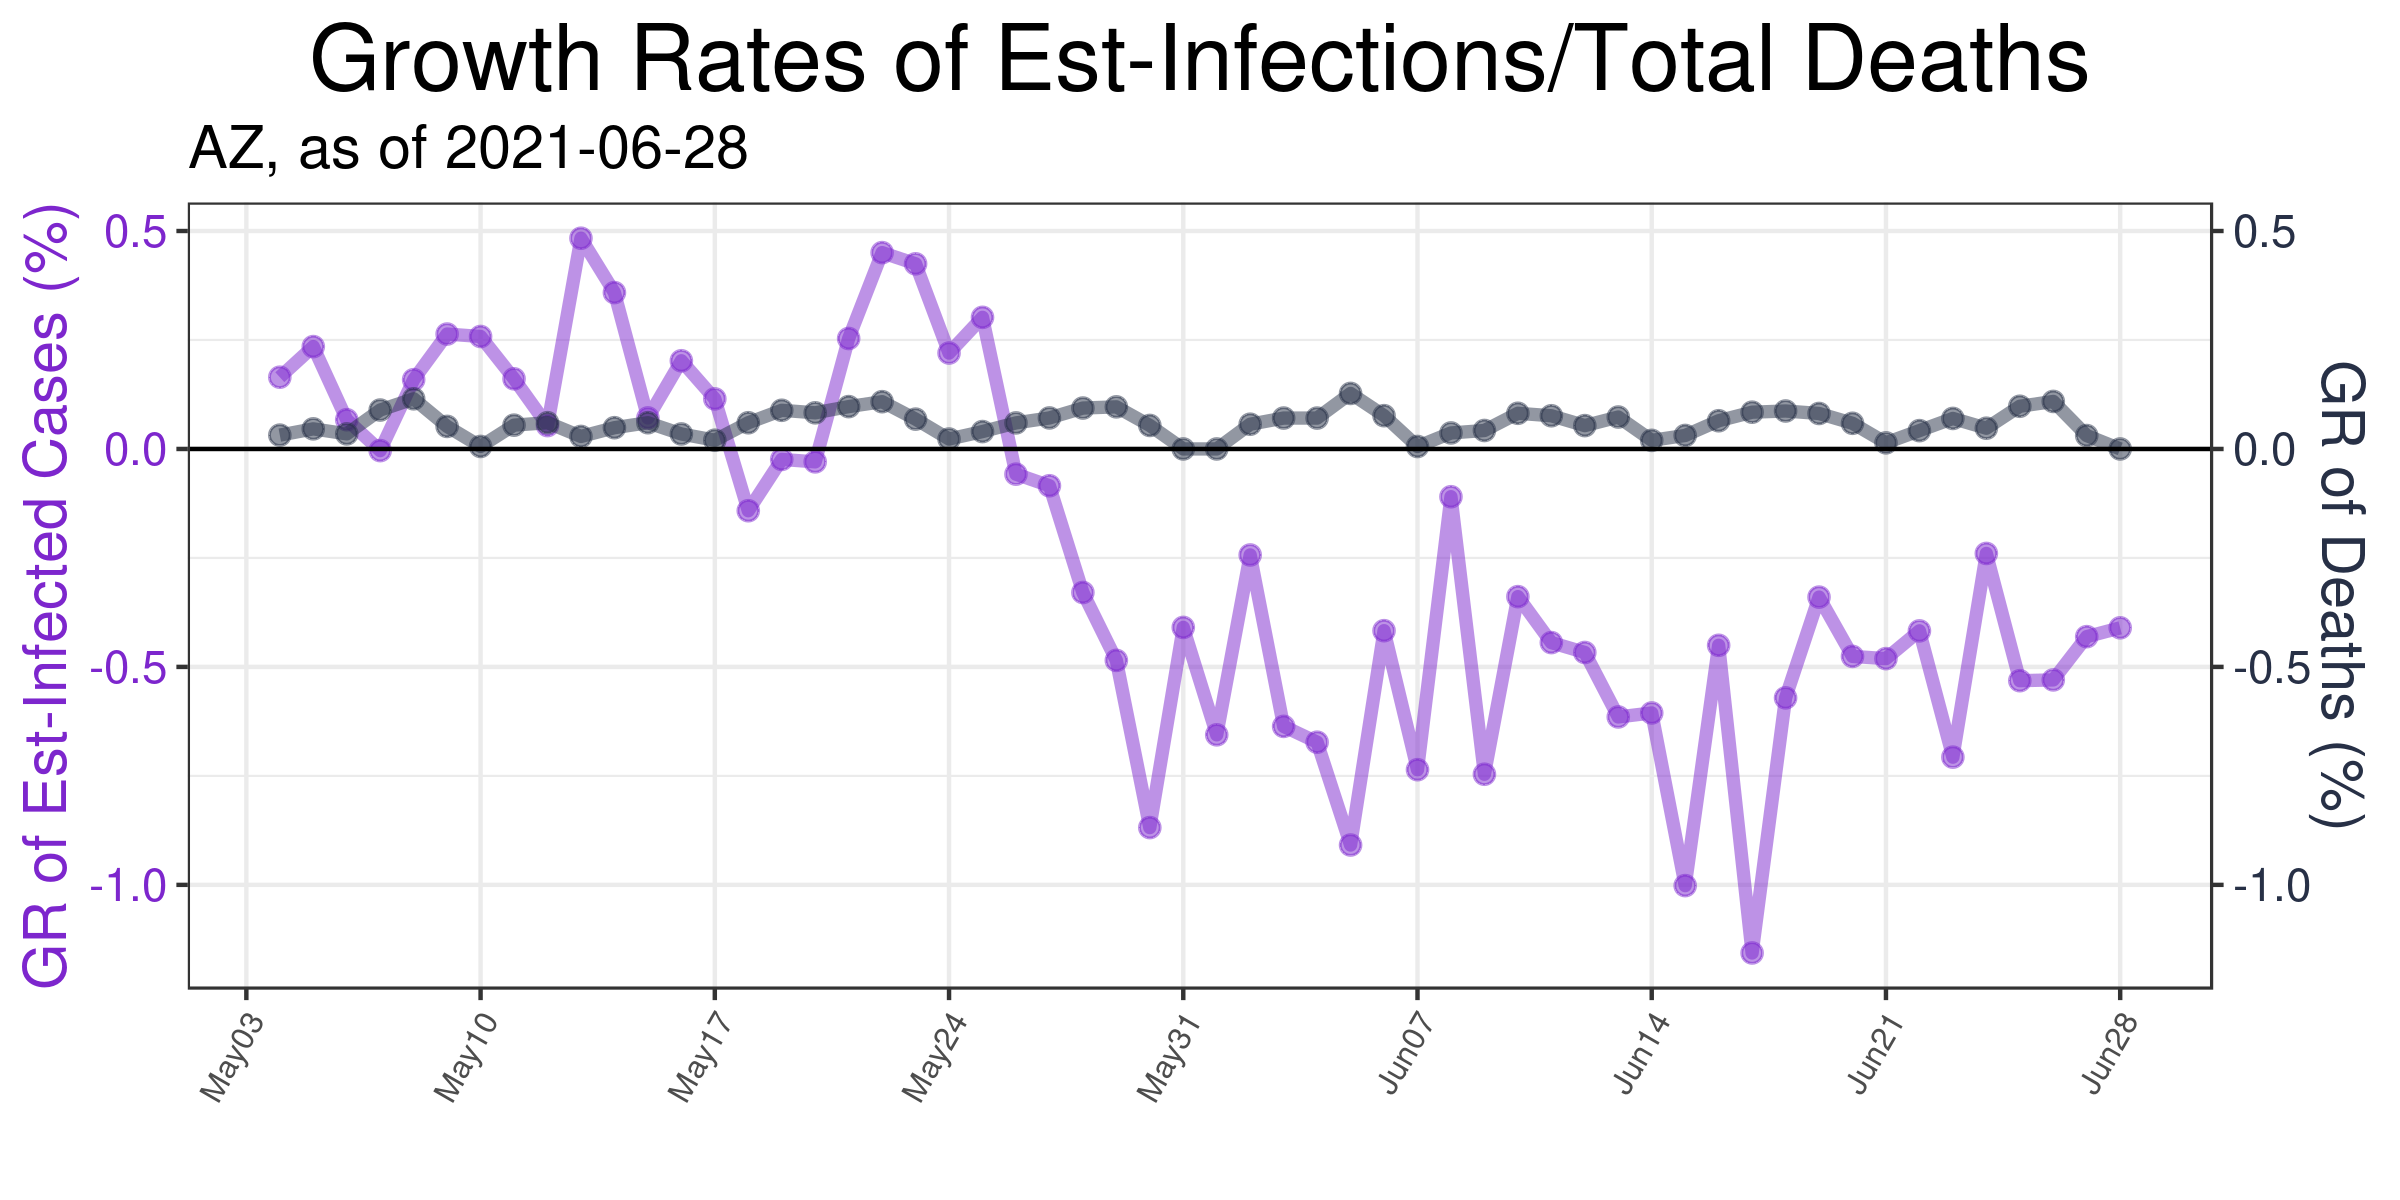 Growth Rates of Est-Infections/Total Deaths
AZ, as of 2021-06-28
GR of Est-Infected Cases (%)
0.5
0.0
-0.5
-1.0
0.5
0.0
-0.5
-1.0
GR of Deaths (%)
May03
May10
May17
May24
May31
Jun07
Jun14
Jun21
Jun28